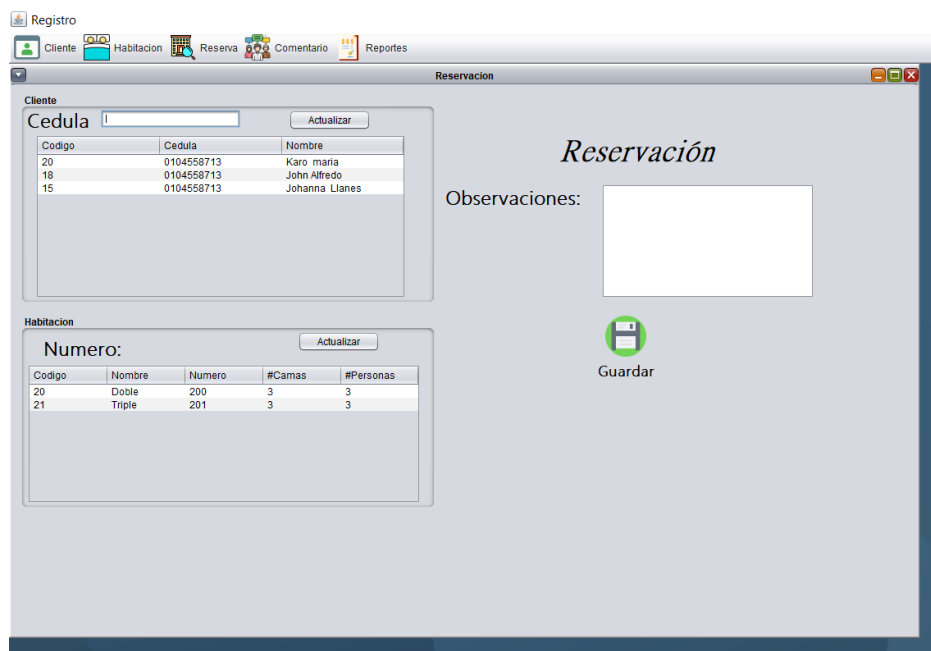 Registro
Cliente Habitacion Reserva Comentario Reportes
Reservacion
Cliente
Cedula Actualizar
Codigo Cedula Nombre
20 0104558713 Karo maria
18 0104558713 John Alfredo
15 0104558713 Johanna Llanes
Habitacion
Numero: Actualizar
Codigo Nombre Numero #Camas #Personas
20 Doble 200 3 3
21 Triple 201 3 3
Reservación
Observaciones:
Guardar